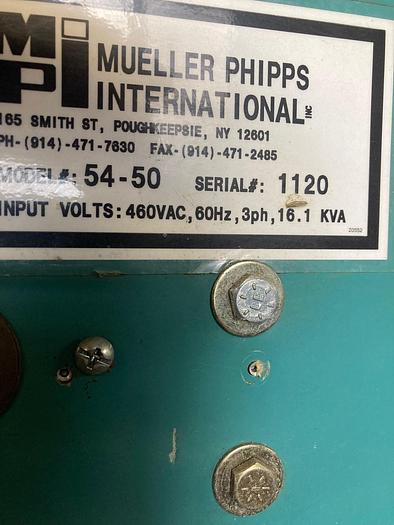 MPI
MUELLER PHIPPS
INTERNATIONAL INC
165 SMITH ST, POUGHKEEPSIE, NY 12601
PH-(914)-471-7630 FAX-(914)-471-2485
MODEL#: 54-50 SERIAL#: 1120
INPUT VOLTS: 460VAC, 60Hz, 3ph, 16.1 KVA